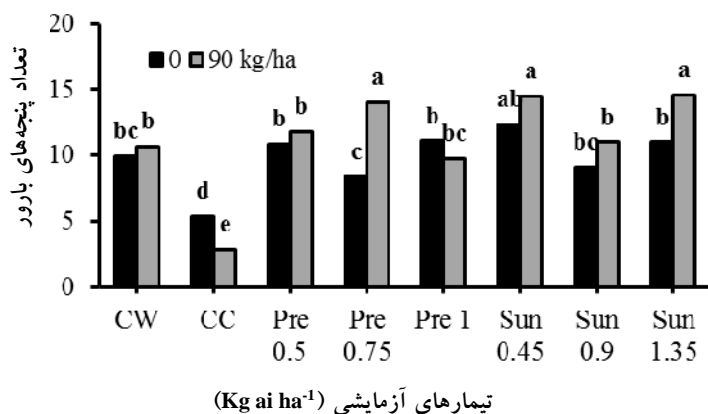 تعداد پنجه‌های بارور
20
15
10
5
0
0 90 kg/ha
bc b
d e
b b
c a
b bc
ab a
bc b
b a
CW CC Pre 0.5 Pre 0.75 Pre 1 Sun 0.45 Sun 0.9 Sun 1.35
تیمارهای آزمایشی (Kg ai ha-1)